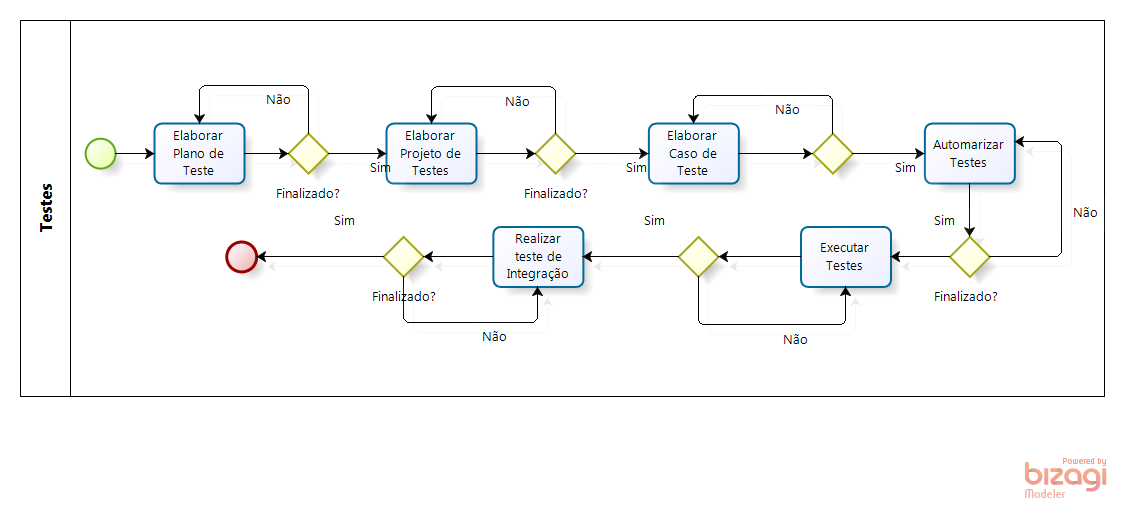 Testes
Não
Não
Não
Elaborar
Plano de
Teste
Elaborar
Projeto de
Testes
Elaborar
Caso de
Teste
Automarizar
Testes
Sim
Sim
Sim
Finalizado?
Finalizado?
Não
Sim
Sim
Sim
Realizar
teste de
Integração
Executar
Testes
Finalizado?
Finalizado?
Não
Não
Powered by
bizagi
Modeler